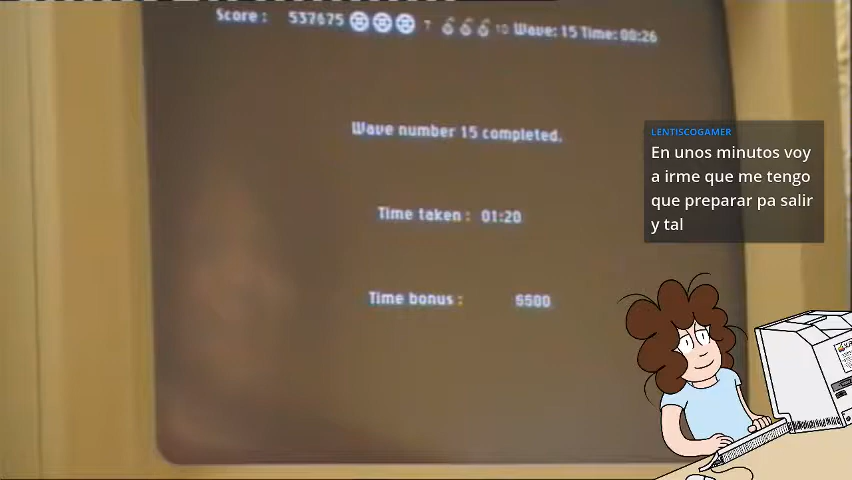 Score : 537675 7 10 Wave: 15 Time: 00:26
Wave number 15 completed.
Time taken : 01:20
Time bonus : 6500
LENTISCOGAMER
En unos minutos voy
a irme que me tengo
que preparar pa salir
y tal